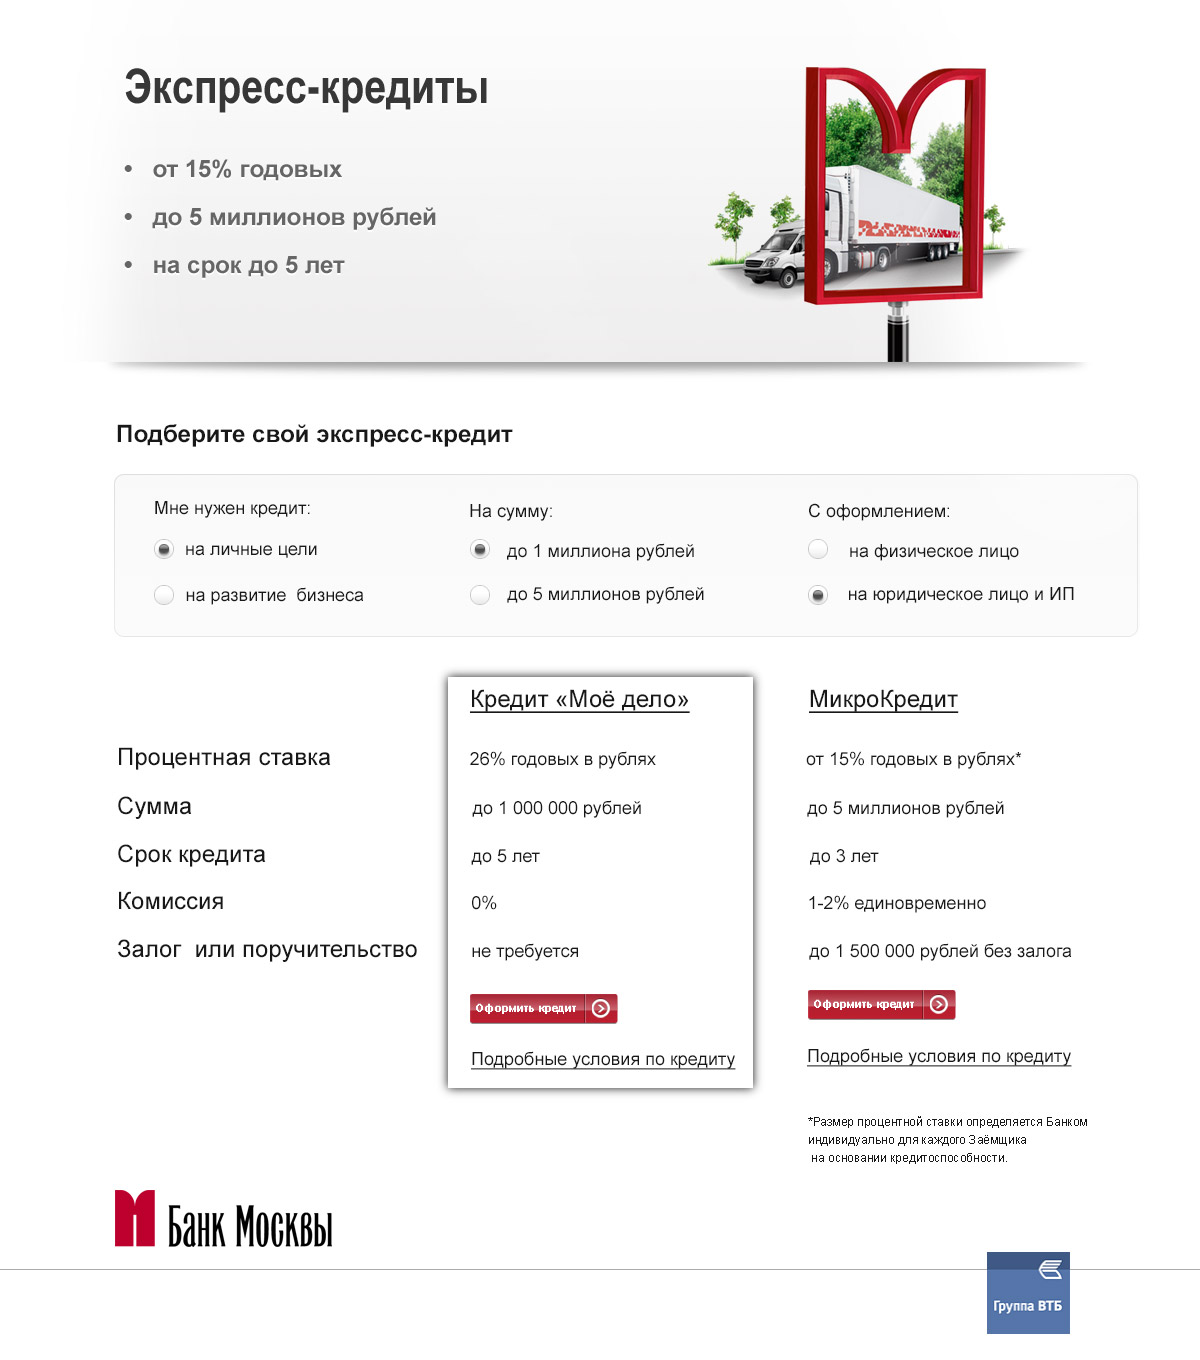 Экспресс-кредиты
• от 15% годовых
• до 5 миллионов рублей
• на срок до 5 лет
Подберите свой экспресс-кредит
Мне нужен кредит:
на личные цели
на развитие бизнеса
На сумму:
до 1 миллиона рублей
до 5 миллионов рублей
С оформлением:
на физическое лицо
на юридическое лицо и ИП
Кредит «Моё дело» МикроКредит
Процентная ставка 26% годовых в рублях от 15% годовых в рублях*
Сумма до 1 000 000 рублей до 5 миллионов рублей
Срок кредита до 5 лет до 3 лет
Комиссия 0% 1-2% единовременно
Залог или поручительство не требуется до 1 500 000 рублей без залога
Оформить кредит Оформить кредит
Подробные условия по кредиту Подробные условия по кредиту
*Размер процентной ставки определяется Банком
индивидуально для каждого Заёмщика
на основании кредитоспособности.
Банк Москвы
Группа ВТБ